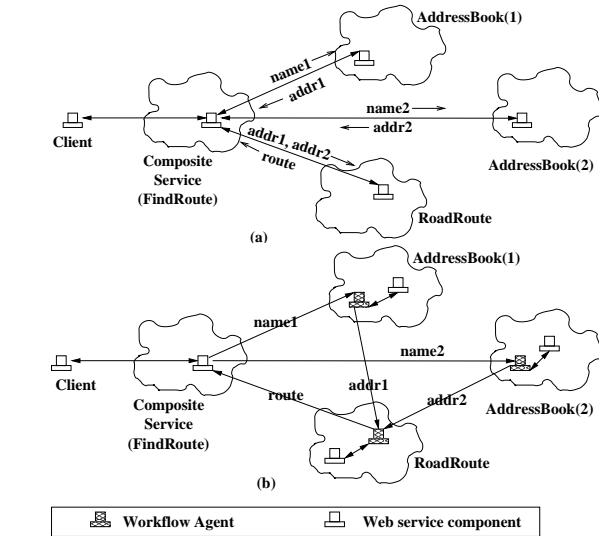 AddressBook(1)
name1
addr1
name2
addr2
Client
addr1, addr2
route
Composite
Service
(FindRoute)
AddressBook(2)
RoadRoute
(a)
AddressBook(1)
name1
name2
Client
addr1
addr2
route
Composite
Service
(FindRoute)
AddressBook(2)
RoadRoute
(b)
Workflow Agent
Web service component